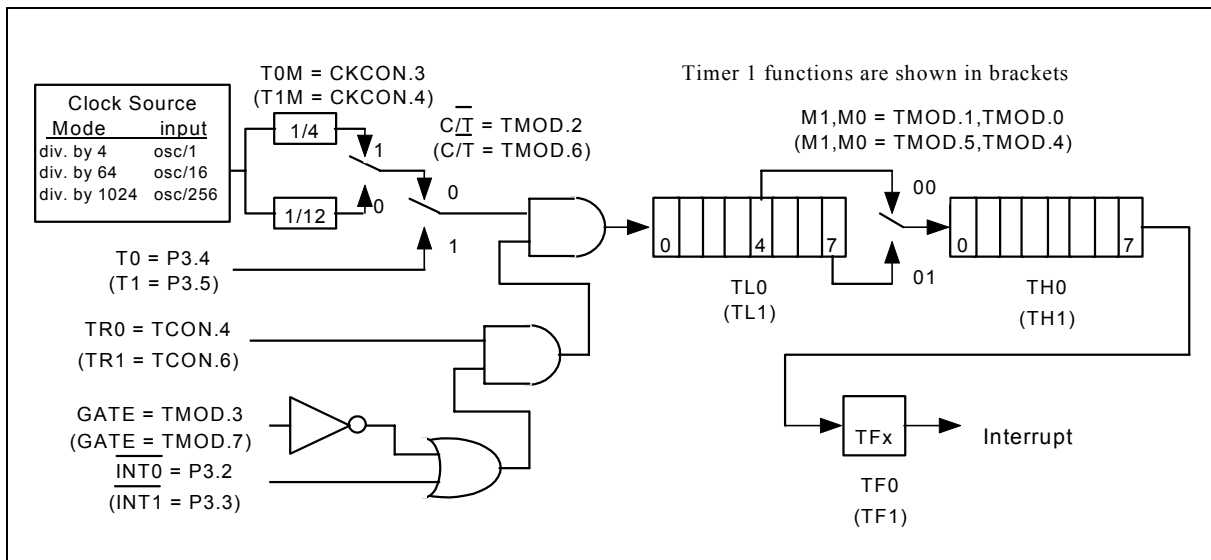 T0M = CKCON.3
(T1M = CKCON.4)
Timer 1 functions are shown in brackets
Clock Source
Mode input
div. by 4 osc/1
div. by 64 osc/16
div. by 1024 osc/256
1/4
1/12
1
0
C/T̅ = TMOD.2
(C/T̅ = TMOD.6)
0
1
M1,M0 = TMOD.1,TMOD.0
(M1,M0 = TMOD.5,TMOD.4)
00
01
0 4 7
0 7
T0 = P3.4
(T1 = P3.5)
TL0
(TL1)
TH0
(TH1)
TR0 = TCON.4
(TR1 = TCON.6)
GATE = TMOD.3
(GATE = TMOD.7)
I̅N̅T̅0̅ = P3.2
(I̅N̅T̅1̅ = P3.3)
TFx
Interrupt
TF0
(TF1)